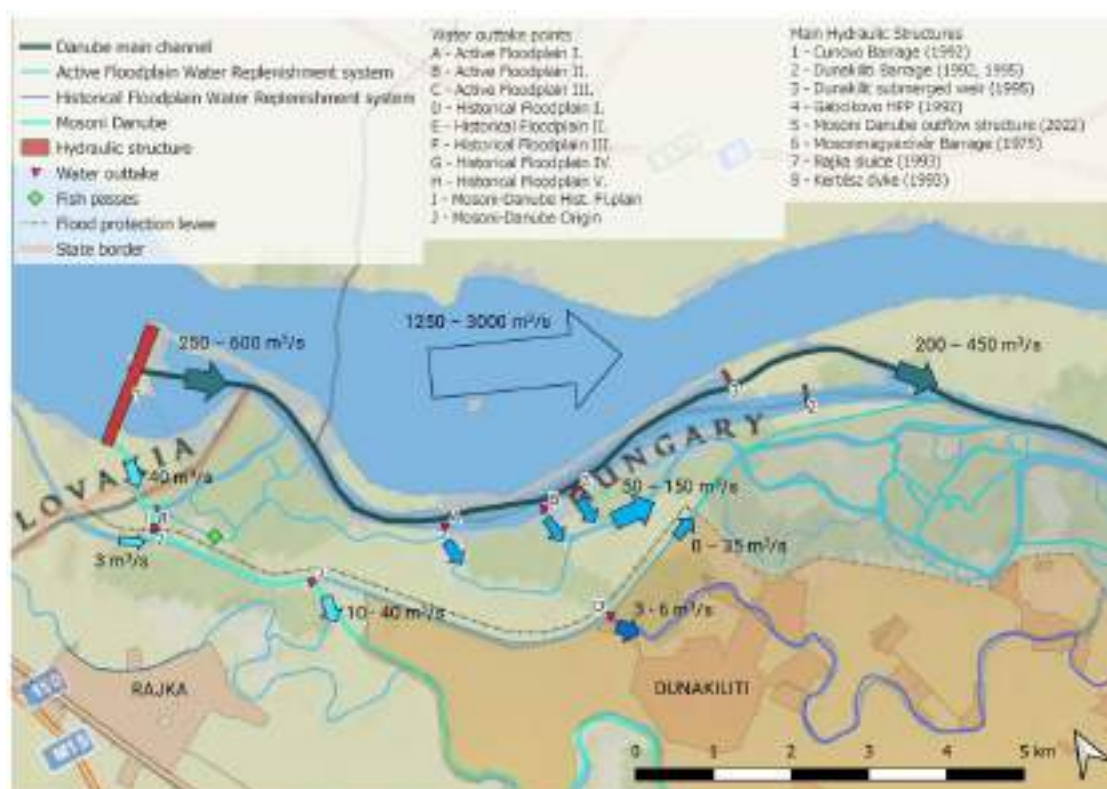 Danube main channel
Active Floodplain Water Replenishment system
Historical Floodplain Water Replenishment system
Mosoni Danube
Hydraulic structure
Water outtake
Fish passes
Flood protection levee
State border
Water outtake points
A - Active Floodplain I.
B - Active Floodplain II.
C - Active Floodplain III.
D - Historical Floodplain I.
E - Historical Floodplain II.
F - Historical Floodplain III.
G - Historical Floodplain IV.
H - Historical Floodplain V.
I - Mosoni-Danube Hist. Fl.plain
J - Mosoni-Danube Origin
Main Hydraulic Structures
1 - Cunovo Barrage (1992)
2 - Dunakiliti Barrage (1992, 1995)
3 - Dunakiliti submerged weir (1995)
4 - Gabcikovo HPP (1992)
5 - Mosoni Danube outflow structure (2022)
6 - Mosonmagyaróvár Barrage (1975)
7 - Rajka sluice (1993)
8 - Kertész dyke (1993)
1250 – 3000 m³/s
250 – 600 m³/s
200 – 450 m³/s
LOVAKIA
HUNGARY
40 m³/s
50 – 150 m³/s
3 m³/s
0 – 35 m³/s
10 - 40 m³/s
3 - 6 m³/s
RAJKA
DUNAKILITI
150
M15
0 1 2 3 4 5 km